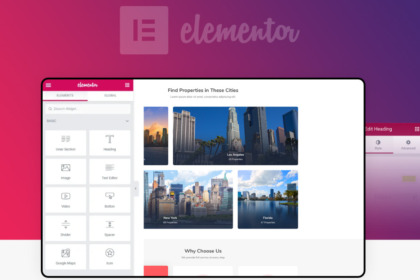 elementor
elementor
ELEMENTS
GLOBAL
Search Widget...
BASIC
Inner Section
Heading
Image
Text Editor
Video
Button
Divider
Spacer
Google Maps
Icon
Find Properties in These Cities
Los Angeles
New York
Florida
Why Choose Us
Edit Heading
Style
Advanced